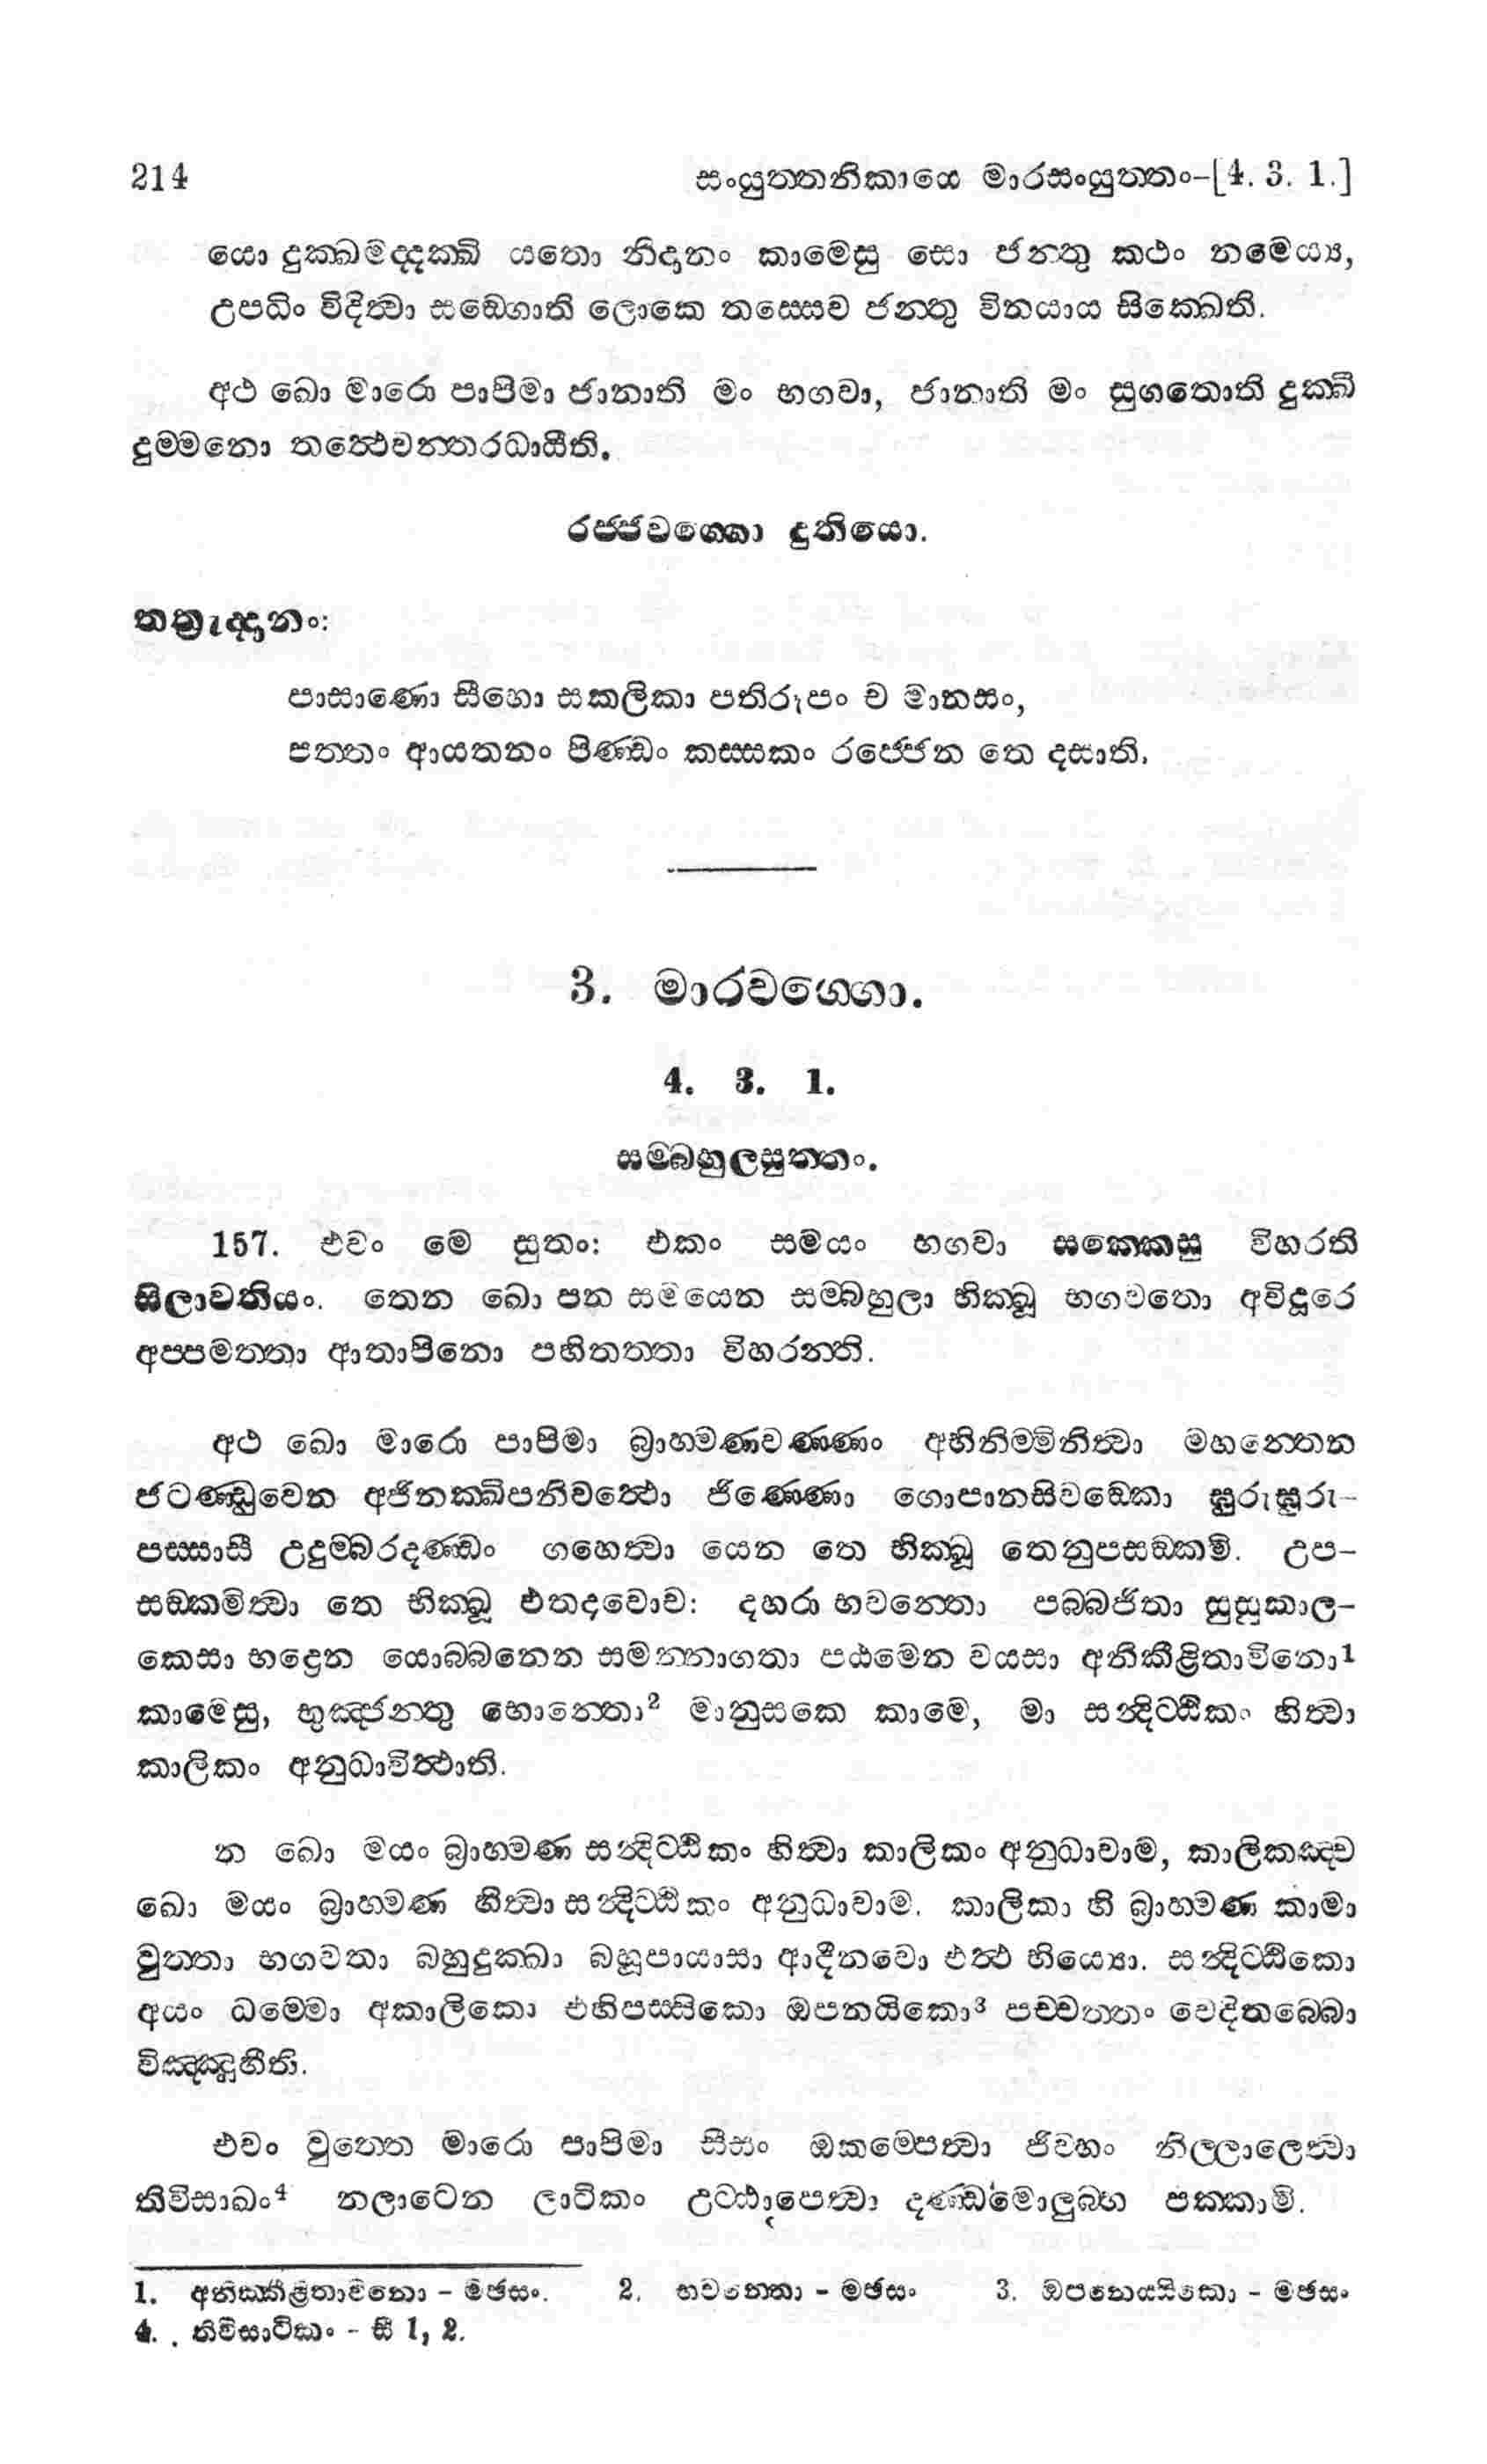 214 සංයුත්තනිකායෙ මාරසංයුත්තං-[4. 3. 1.]
යො දුක්ඛමද්දක්ඛි යතො නිදානං කාමෙසු සො ජන්තු කථං නමෙය්‍ය,
උපධිං විදිත්‍වා සඞ්ගොති ලොකෙ තස්සෙව ජන්තු විනයාය සික්ඛෙති.
අථ ඛො මාරො පාපිමා ජානාති මං භගවා, ජානාති මං සුගතොති දුක්ඛී
දුම්මනො තත්‍ථෙවන්තරධායීති.
රජ්ජවග්ගො දුතියො.
තත්‍රුද්දානං:
පාසාණො සීහො සකලිකා පතිරූපං ච මානසං,
පත්තං ආයතනං පිණ්ඩං කස්සකං රජ්ජෙන තෙ දසාති.
3. මාරවග්ගො.
4. 3. 1.
සම්බහුලසුත්තං.
157. එවං මෙ සුතං: එකං සමයං භගවා සක්කෙසු විහරති
සිලාවතියං. තෙන ඛො පන සමයෙන සම්බහුලා භික්ඛූ භගවතො අවිදූරෙ
අප්පමත්තා ආතාපිනො පහිතත්තා විහරන්ති.
අථ ඛො මාරො පාපිමා බ්‍රාහ්මණවණ්ණං අභිනිම්මිනිත්‍වා මහන්තෙන
ජටණ්ඩුවෙන අජිනක්ඛිපනිවත්‍ථො ජිණ්ණො ගොපානසිවඞ්කො ඝුරුඝුරු-
පස්සාසී උදුම්බරදණ්ඩං ගහෙත්‍වා යෙන තෙ භික්ඛූ තෙනුපසඞ්කමි. උප-
සඞ්කමිත්‍වා තෙ භික්ඛූ එතදවොච: දහරා භවන්තො පබ්බජිතා සුසුකාල-
කෙසා භද්‍රෙන යොබ්බනෙන සමන්නාගතා පඨමෙන වයසා අනිකීළිතාවිනො¹
කාමෙසු, භුඤ්ජන්තු භොන්තො² මානුසකෙ කාමෙ, මා සන්‍දිට්ඨිකං හිත්‍වා
කාලිකං අනුධාවිත්‍ථාති.
න ඛො මයං බ්‍රාහ්මණ සන්‍දිට්ඨිකං හිත්‍වා කාලිකං අනුධාවාම, කාලිකඤ්ච
ඛො මයං බ්‍රාහ්මණ හිත්‍වා සන්‍දිට්ඨිකං අනුධාවාම. කාලිකා හි බ්‍රාහ්මණ කාමා
වුත්තා භගවතා බහුදුක්ඛා බහූපායාසා ආදීනවො එත්‍ථ භිය්‍යො. සන්‍දිට්ඨිකො
අයං ධම්මො අකාලිකො එහිපස්සිකො ඔපනයිකො³ පච්චත්තං වෙදිතබ්බො
විඤ්ඤූහීති.
එවං වුත්තෙ මාරො පාපිමා සීසං ඔකම්පෙත්‍වා ජිව්හං නිල්ලාලෙත්‍වා
තිවිසාඛං⁴ නලාටෙන ලාටිකං උට්ඨාපෙත්‍වා දණ්ඩමොලුබ්භ පක්කාමි.
1. අනික්කීළිතාවිනො - මඡසං. 2. භවන්තො - මඡසං 3. ඔපනෙය්‍යිකො - මඡසං
4. තිවිසාටිකං - සී 1, 2.